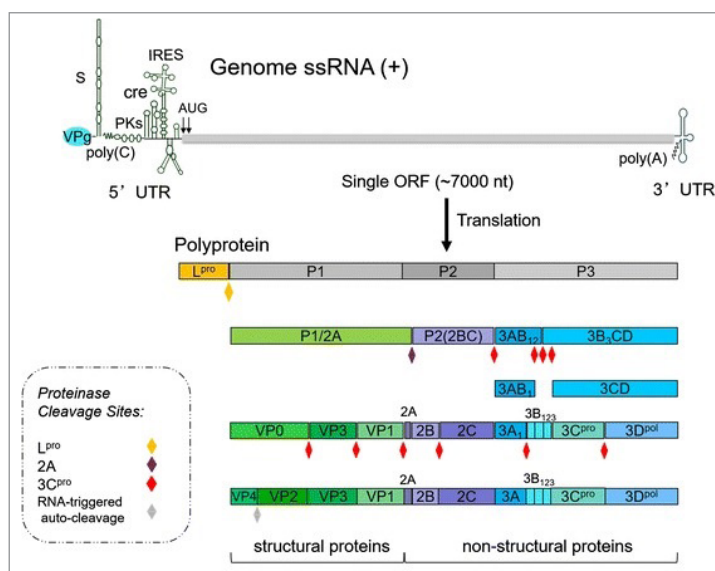 IRES
Genome ssRNA (+)
S
cre
AUG
PKs
VPg
poly(C)
poly(A)
5' UTR
Single ORF (~7000 nt)
3' UTR
Translation
Polyprotein
Lpro P1 P2 P3
P1/2A P2(2BC) 3AB12 3B3CD
3AB1 3CD
2A 3B123
VP0 VP3 VP1 2B 2C 3A1 3Cpro 3Dpol
2A 3B123
VP4 VP2 VP3 VP1 2B 2C 3A 3Cpro 3Dpol
structural proteins non-structural proteins
Proteinase
Cleavage Sites:
Lpro
2A
3Cpro
RNA-triggered
auto-cleavage